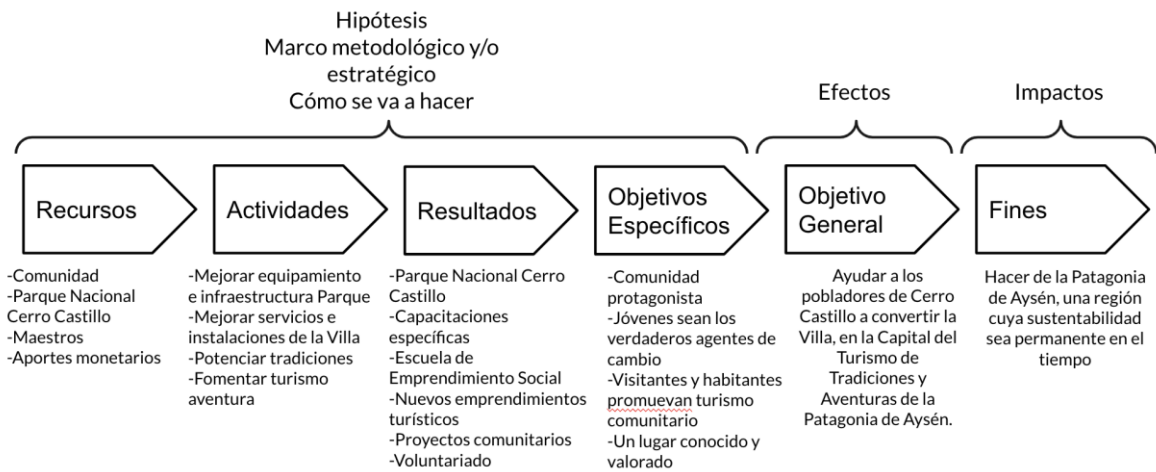 Hipótesis
Marco metodológico y/o
estratégico
Cómo se va a hacer
Efectos
Impactos
Recursos
Actividades
Resultados
Objetivos
Específicos
Objetivo
General
Fines
-Comunidad
-Parque Nacional
Cerro Castillo
-Maestros
-Aportes monetarios
-Mejorar equipamiento
e infraestructura Parque
-Mejorar servicios e
instalaciones de la Villa
-Potenciar tradiciones
-Fomentar turismo
aventura
-Parque Nacional Cerro
Castillo
-Capacitaciones
específicas
-Escuela de
Emprendimiento Social
-Nuevos emprendimientos
turísticos
-Proyectos comunitarios
-Voluntariado
-Comunidad
protagonista
-Jóvenes sean los
verdaderos agentes de
cambio
-Visitantes y habitantes
promuevan turismo
comunitario
-Un lugar conocido y
valorado
Ayudar a los
pobladores de Cerro
Castillo a convertir la
Villa, en la Capital del
Turismo de
Tradiciones y
Aventuras de la
Patagonia de Aysén.
Hacer de la Patagonia
de Aysén, una región
cuya sustentabilidad
sea permanente en el
tiempo